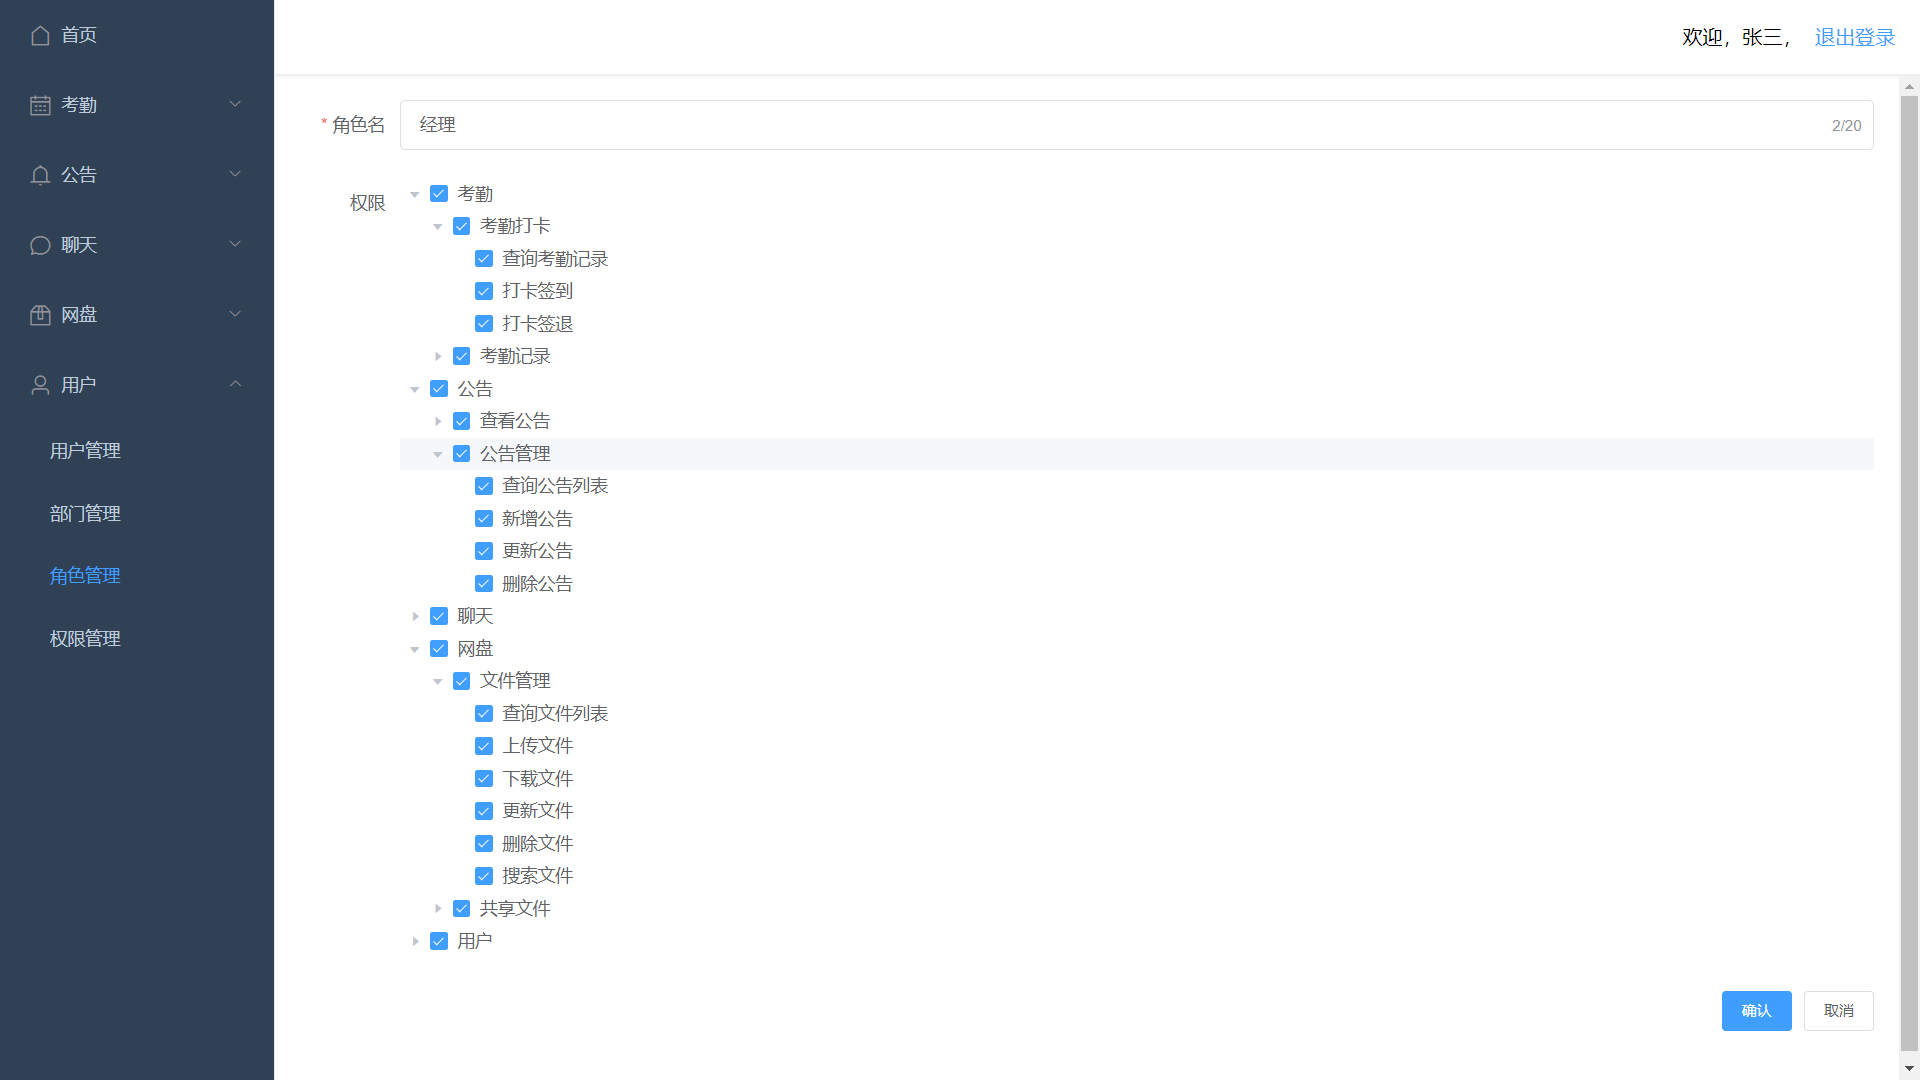 首页
考勤
公告
聊天
网盘
用户
用户管理
部门管理
角色管理
权限管理
欢迎，张三， 退出登录
* 角色名 经理 2/20
权限
考勤
考勤打卡
查询考勤记录
打卡签到
打卡签退
考勤记录
公告
查看公告
公告管理
查询公告列表
新增公告
更新公告
删除公告
聊天
网盘
文件管理
查询文件列表
上传文件
下载文件
更新文件
删除文件
搜索文件
共享文件
用户
确认 取消